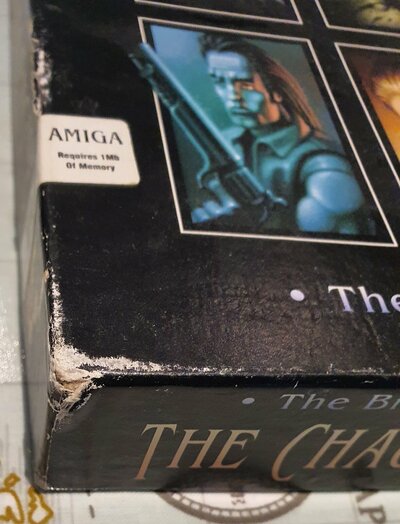 AMIGA
Requires 1Mb
Of Memory
• The
• The B
THE CHA